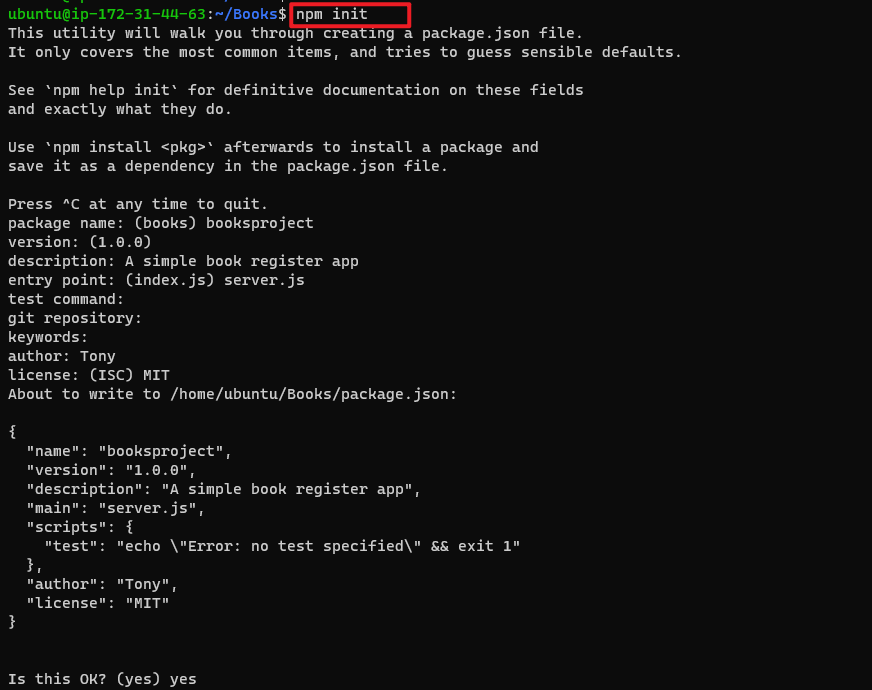 ubuntu@ip-172-31-44-63:~/Books$ npm init
This utility will walk you through creating a package.json file.
It only covers the most common items, and tries to guess sensible defaults.
See `npm help init` for definitive documentation on these fields
and exactly what they do.
Use `npm install <pkg>` afterwards to install a package and
save it as a dependency in the package.json file.
Press ^C at any time to quit.
package name: (books) booksproject
version: (1.0.0)
description: A simple book register app
entry point: (index.js) server.js
test command:
git repository:
keywords:
author: Tony
license: (ISC) MIT
About to write to /home/ubuntu/Books/package.json:
{
  "name": "booksproject",
  "version": "1.0.0",
  "description": "A simple book register app",
  "main": "server.js",
  "scripts": {
    "test": "echo \"Error: no test specified\" && exit 1"
  },
  "author": "Tony",
  "license": "MIT"
}
Is this OK? (yes) yes